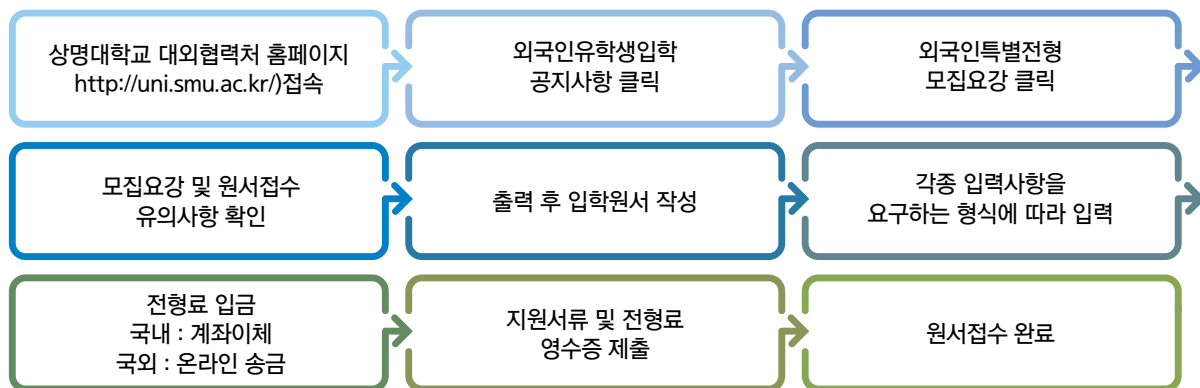 상명대학교 대외협력처 홈페이지
http://uni.smu.ac.kr/)접속
외국인유학생입학
공지사항 클릭
외국인특별전형
모집요강 클릭
모집요강 및 원서접수
유의사항 확인
출력 후 입학원서 작성
각종 입력사항을
요구하는 형식에 따라 입력
전형료 입금
국내 : 계좌이체
국외 : 온라인 송금
지원서류 및 전형료
영수증 제출
원서접수 완료